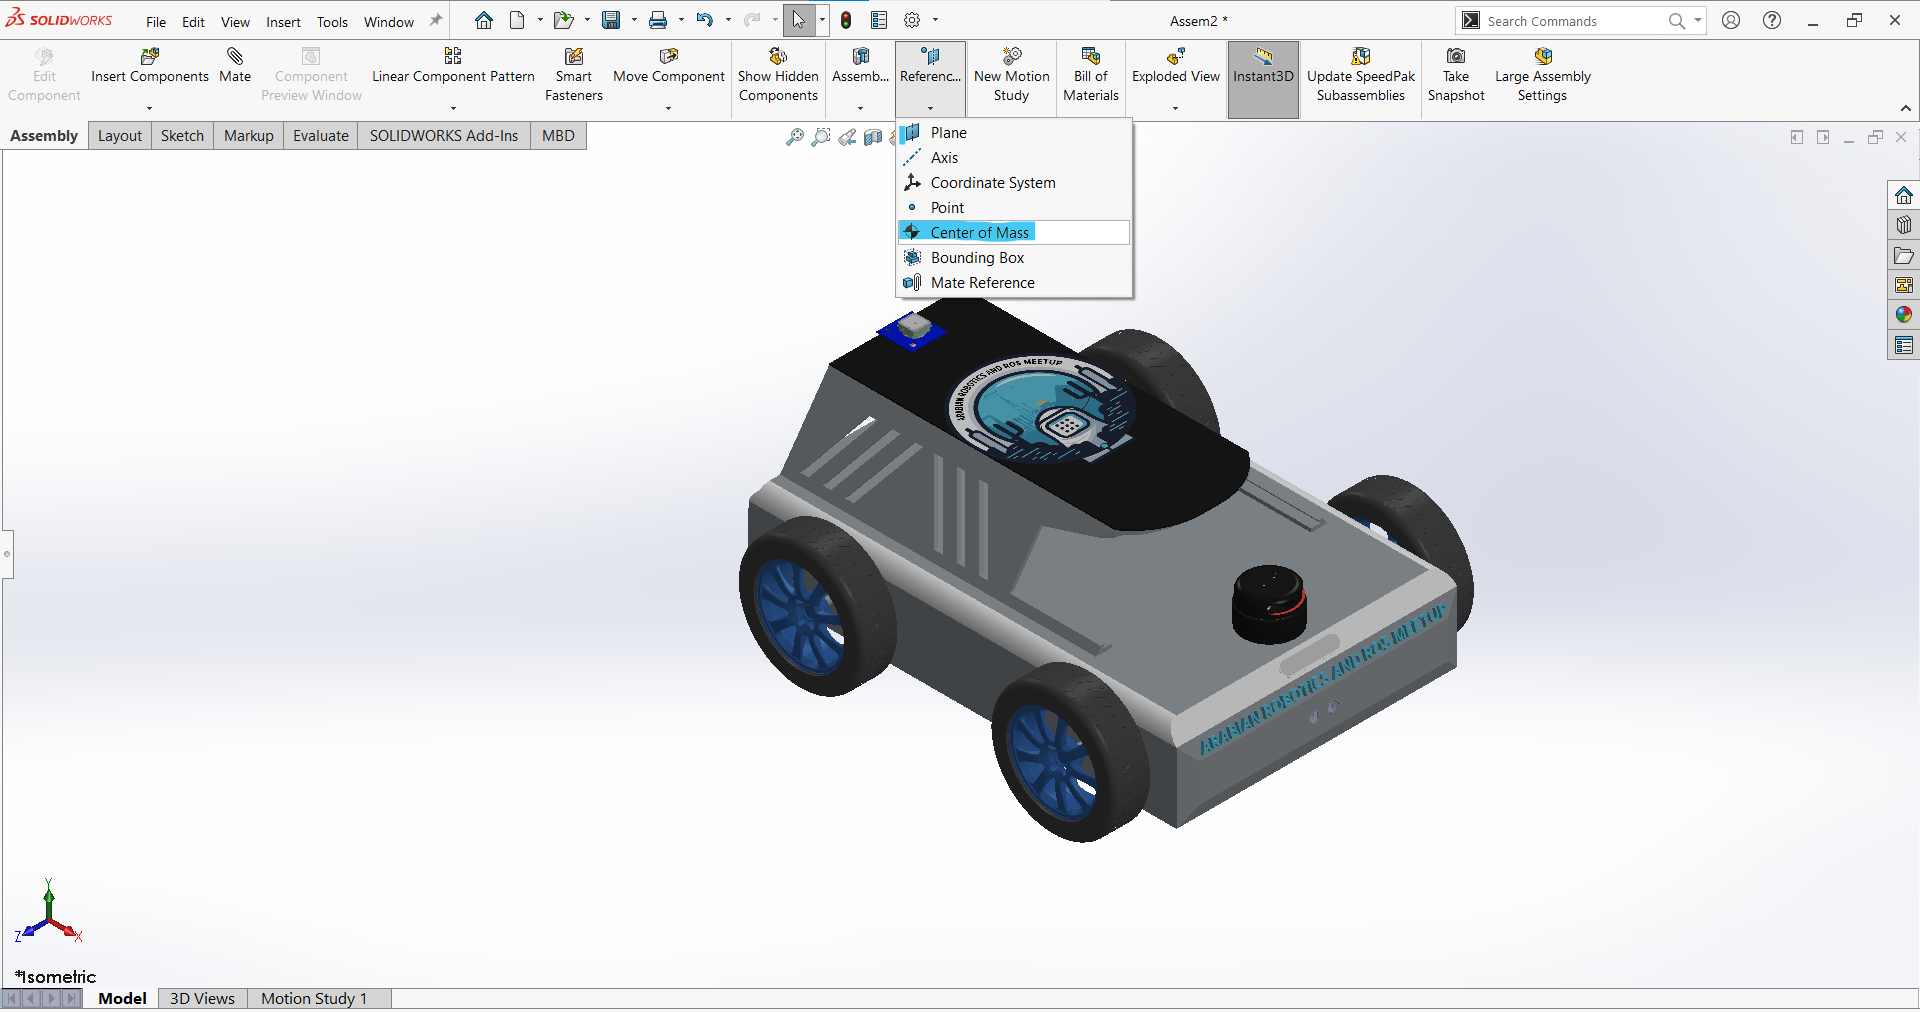 SOLIDWORKS File Edit View Insert Tools Window Assem2 * Search Commands
Edit Component
Insert Components
Mate
Component Preview Window
Linear Component Pattern
Smart Fasteners
Move Component
Show Hidden Components
Assemb...
Referenc...
New Motion Study
Bill of Materials
Exploded View
Instant3D
Update SpeedPak Subassemblies
Take Snapshot
Large Assembly Settings
Assembly Layout Sketch Markup Evaluate SOLIDWORKS Add-Ins MBD
Plane
Axis
Coordinate System
Point
Center of Mass
Bounding Box
Mate Reference
ARABIAN ROBOTICS AND ROS MEETUP
ARABIAN ROBOTICS AND ROS MEETUP
Y
Z
X
*Isometric
Model 3D Views Motion Study 1